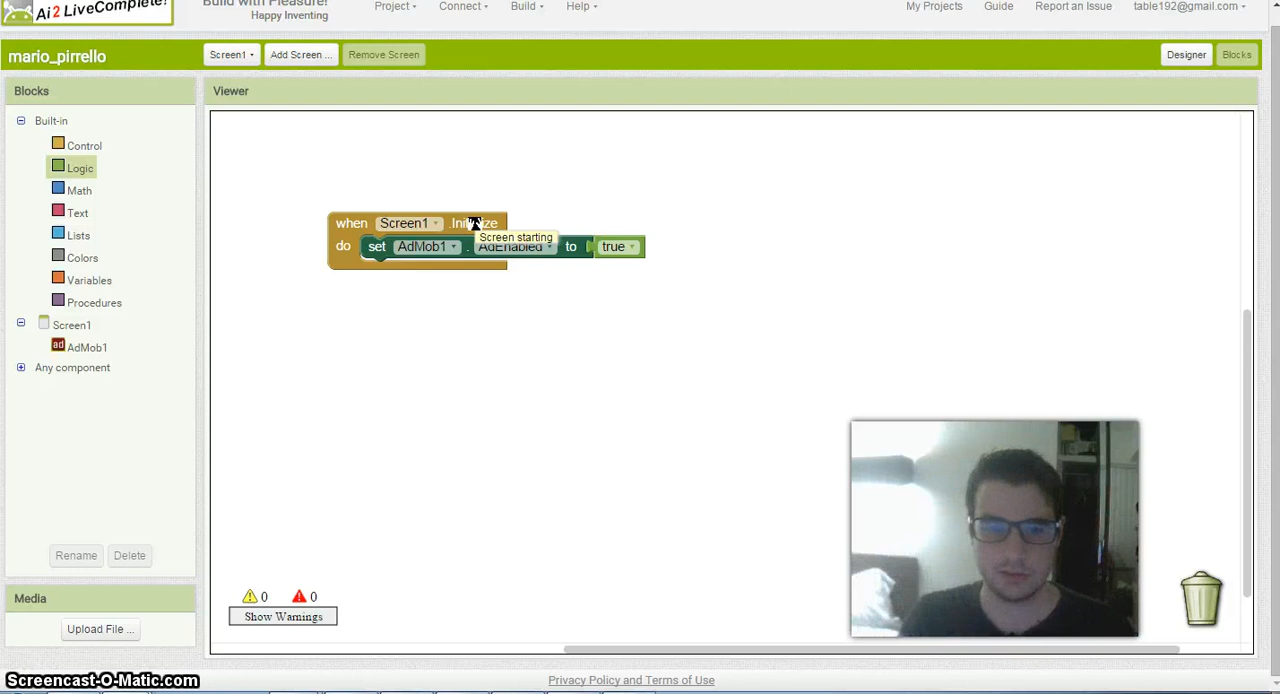 Ai2 LiveComplete!
Build with Pleasure!
Happy Inventing
Project Connect Build Help
My Projects Guide Report an Issue table192@gmail.com
mario_pirrello
Screen1 Add Screen ... Remove Screen
Designer Blocks
Blocks
Viewer
Built-in
Control
Logic
Math
Text
Lists
Colors
Variables
Procedures
Screen1
AdMob1
Any component
Rename Delete
Media
Upload File ...
when Screen1
Screen starting
do set AdMob1 . AdEnabled to true
0 0
Show Warnings
Privacy Policy and Terms of Use
Screencast-O-Matic.com